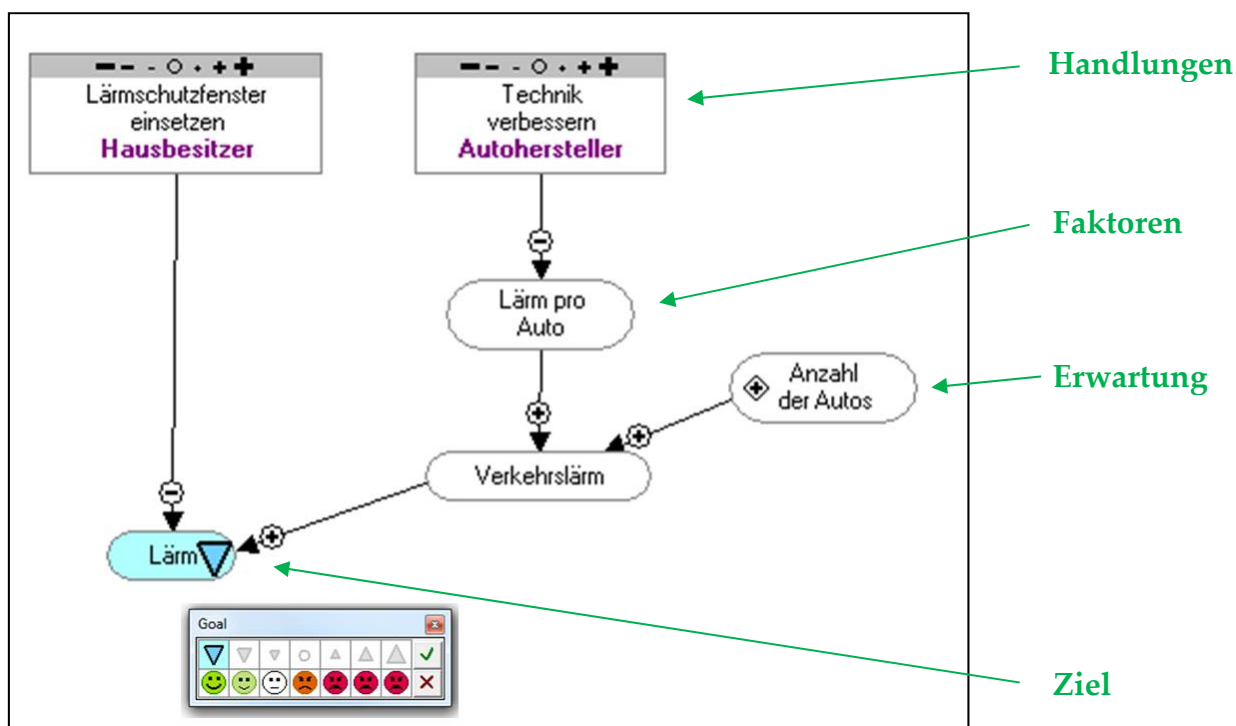 Handlungen
Lärmschutzfenster
einsetzen
Hausbesitzer
Technik
verbessern
Autohersteller
Faktoren
Lärm pro
Auto
Erwartung
Anzahl
der Autos
Verkehrslärm
Lärm
Goal
Ziel